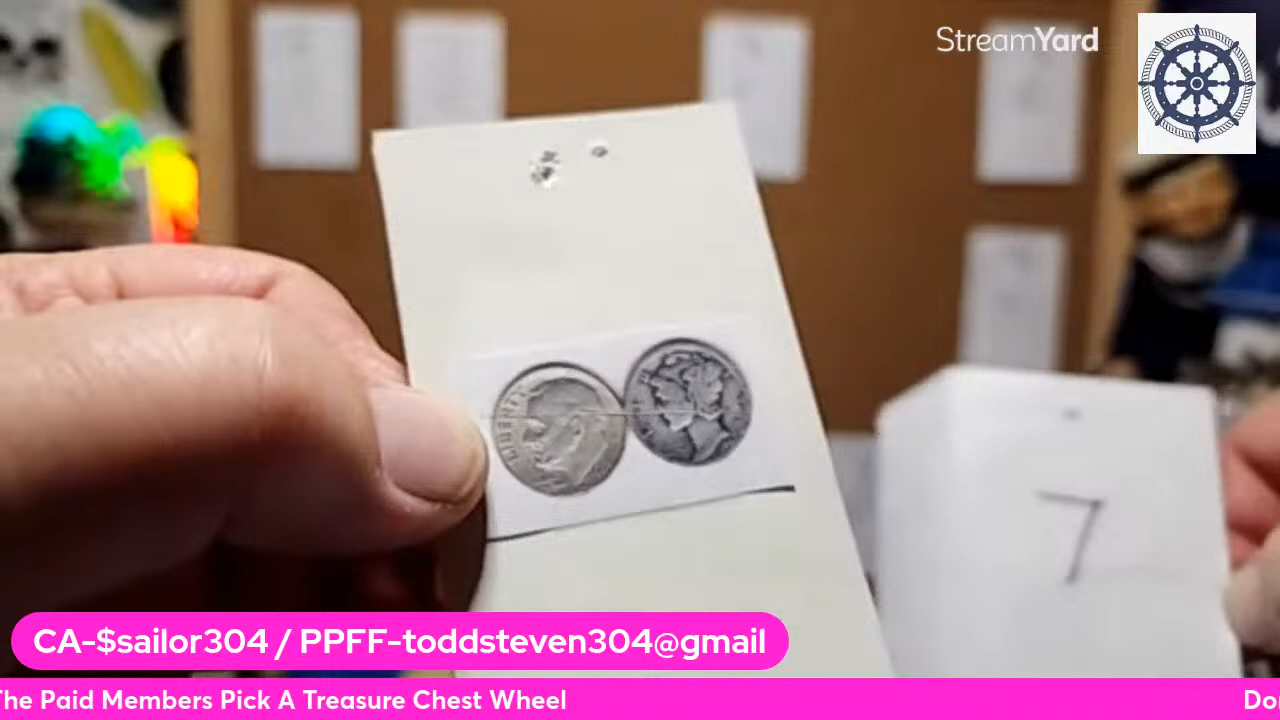 StreamYard
LIBERTY
7
CA-$sailor304 / PPFF-toddsteven304@gmail
The Paid Members Pick A Treasure Chest Wheel